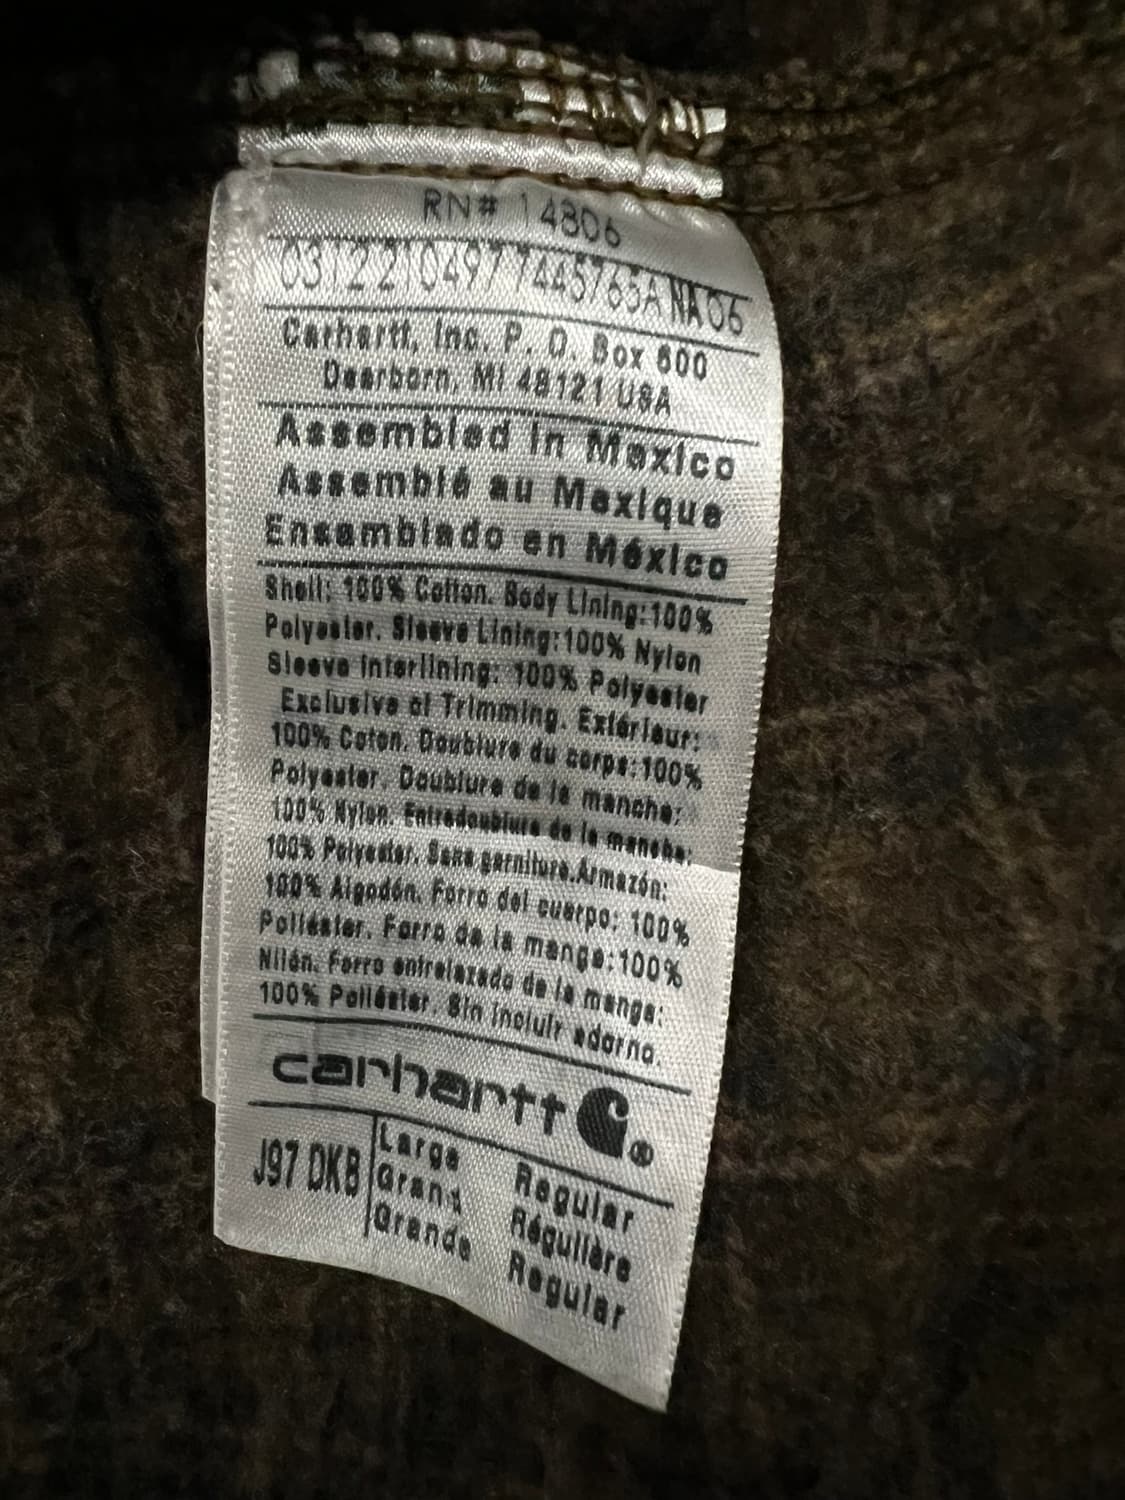 RN# 14806
03122104977445765A NA06
Carhartt, Inc. P. O. Box 600
Dearborn, MI 48121 USA
Assembled in Mexico
Assemblé au Mexique
Ensamblado en México
Shell: 100% Cotton. Body Lining:100%
Polyester. Sleeve Lining:100% Nylon
Sleeve Interlining: 100% Polyester
Exclusive of Trimming. Extérieur:
100% Coton. Doublure du corps:100%
Polyester. Doublure de la manche:
100% Nylon. Entredoublure de la manche:
100% Polyester. Sans garniture.Armazón:
100% Algodón. Forro del cuerpo: 100%
Poliéster. Forro de la manga:100%
Nilón. Forro entrelazado de la manga:
100% Poliéster. Sin incluir adorno.
carhartt ®
J97 DKB
Large Regular
Grand Régulière
Grande Regular